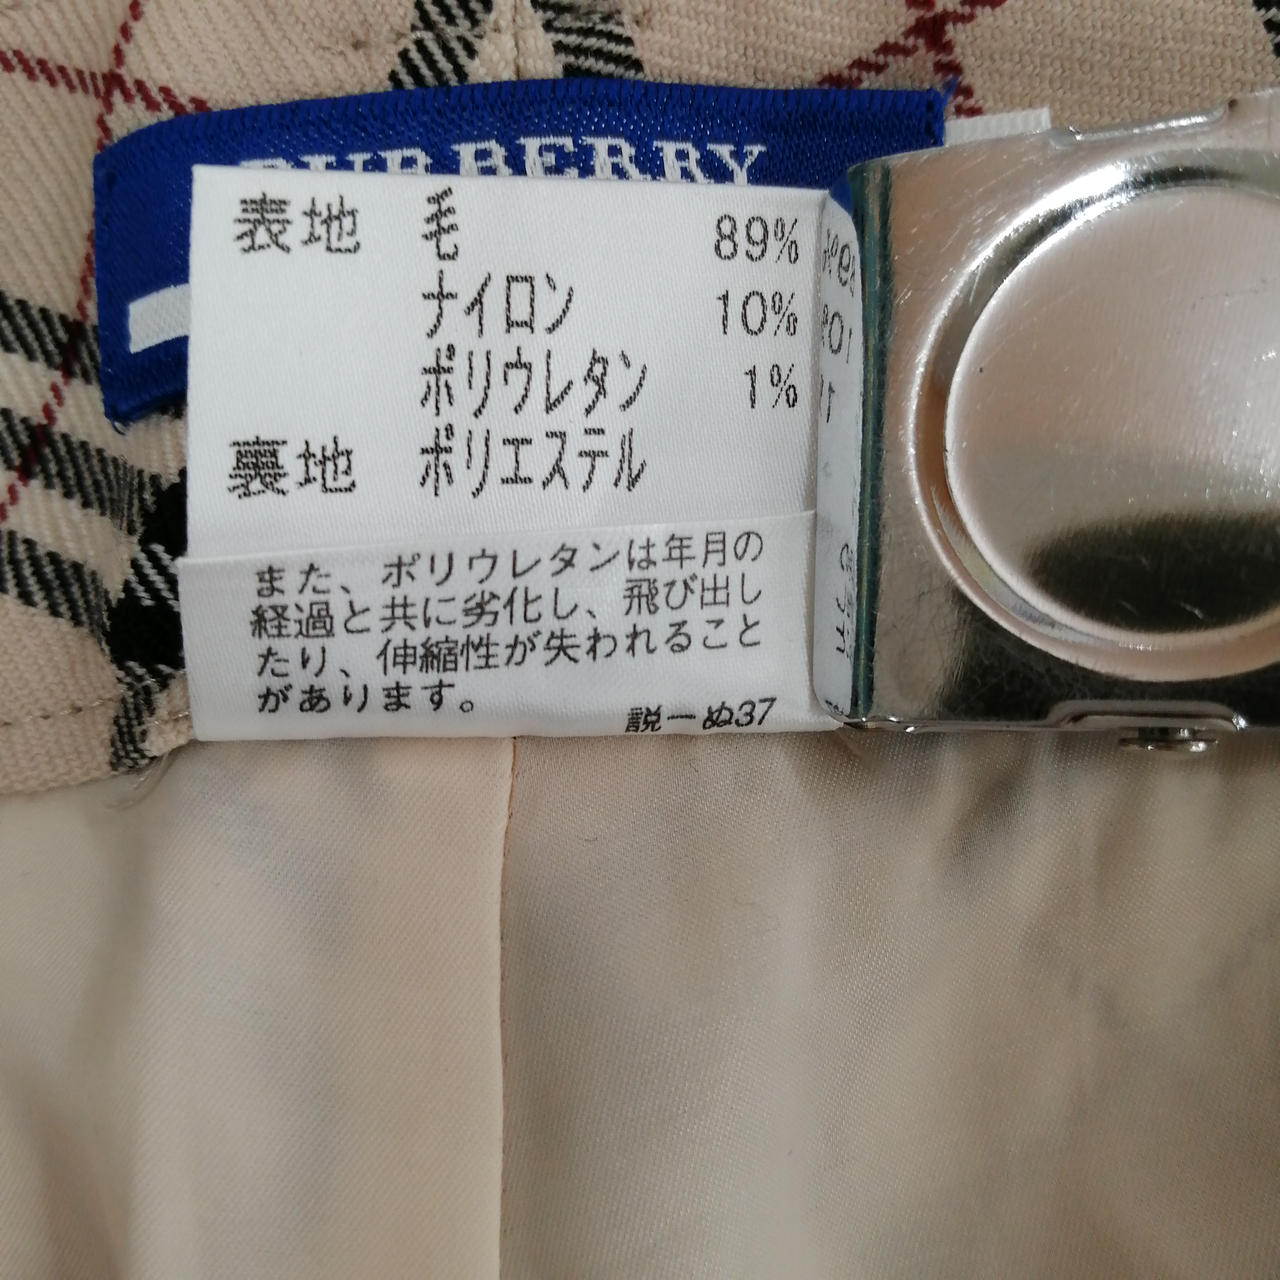 BURBERRY
表地 毛 89%
ナイロン 10%
ポリウレタン 1%
裏地 ポリエステル
また、ポリウレタンは年月の
経過と共に劣化し、飛び出し
たり、伸縮性が失われること
があります。
説ーぬ37